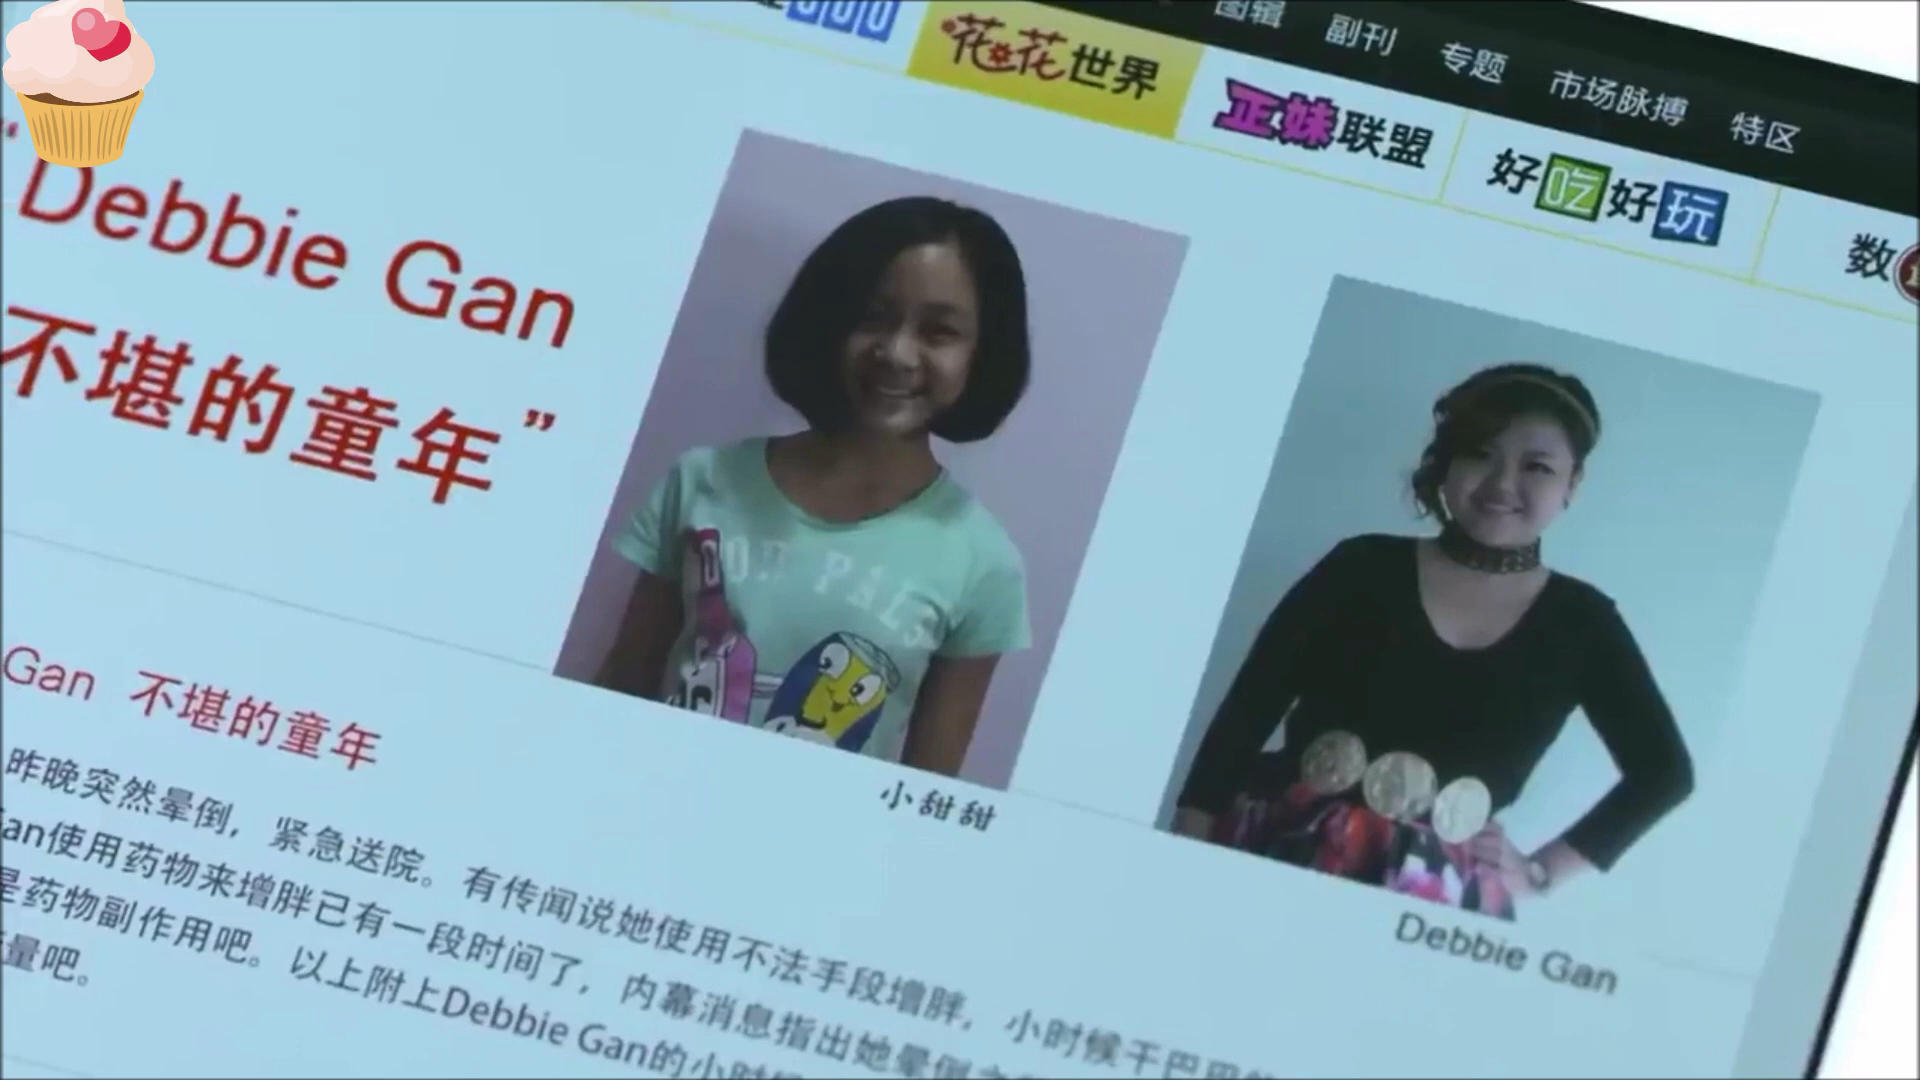 花花世界
图辑 副刊 专题 市场脉搏 特区
正妹联盟
好吃好玩
数
“Debbie Gan
不堪的童年”
OUR PALS
小甜甜
Debbie Gan
Gan 不堪的童年
昨晚突然晕倒，紧急送院。有传闻说她使用不法手段增胖，小时候干巴巴
an使用药物来增胖已有一段时间了，内幕消息指出她晕倒
是药物副作用吧。以上附上Debbie Gan的小时候
量吧。